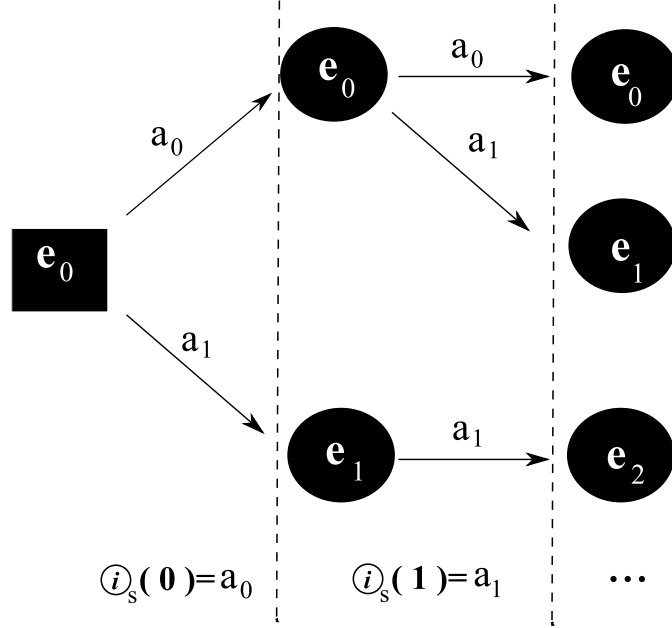 e₀ a₀ e₀
a₀ a₁
e₀ e₁
a₁
e₁ a₁ e₂
ⓘₛ(0)=a₀ ⓘₛ(1)=a₁ ...